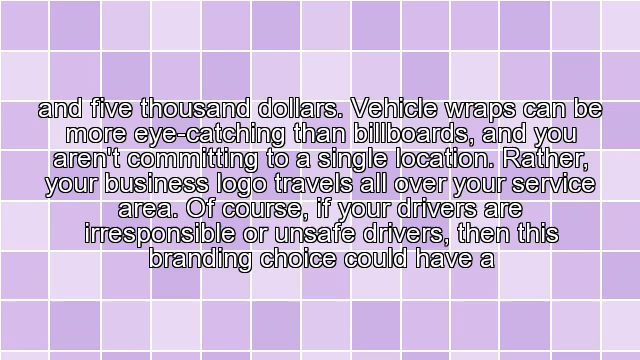 and five thousand dollars. Vehicle wraps can be
more eye-catching than billboards, and you
aren't committing to a single location. Rather,
your business logo travels all over your service
area. Of course, if your drivers are
irresponsible or unsafe drivers, then this
branding choice could have a